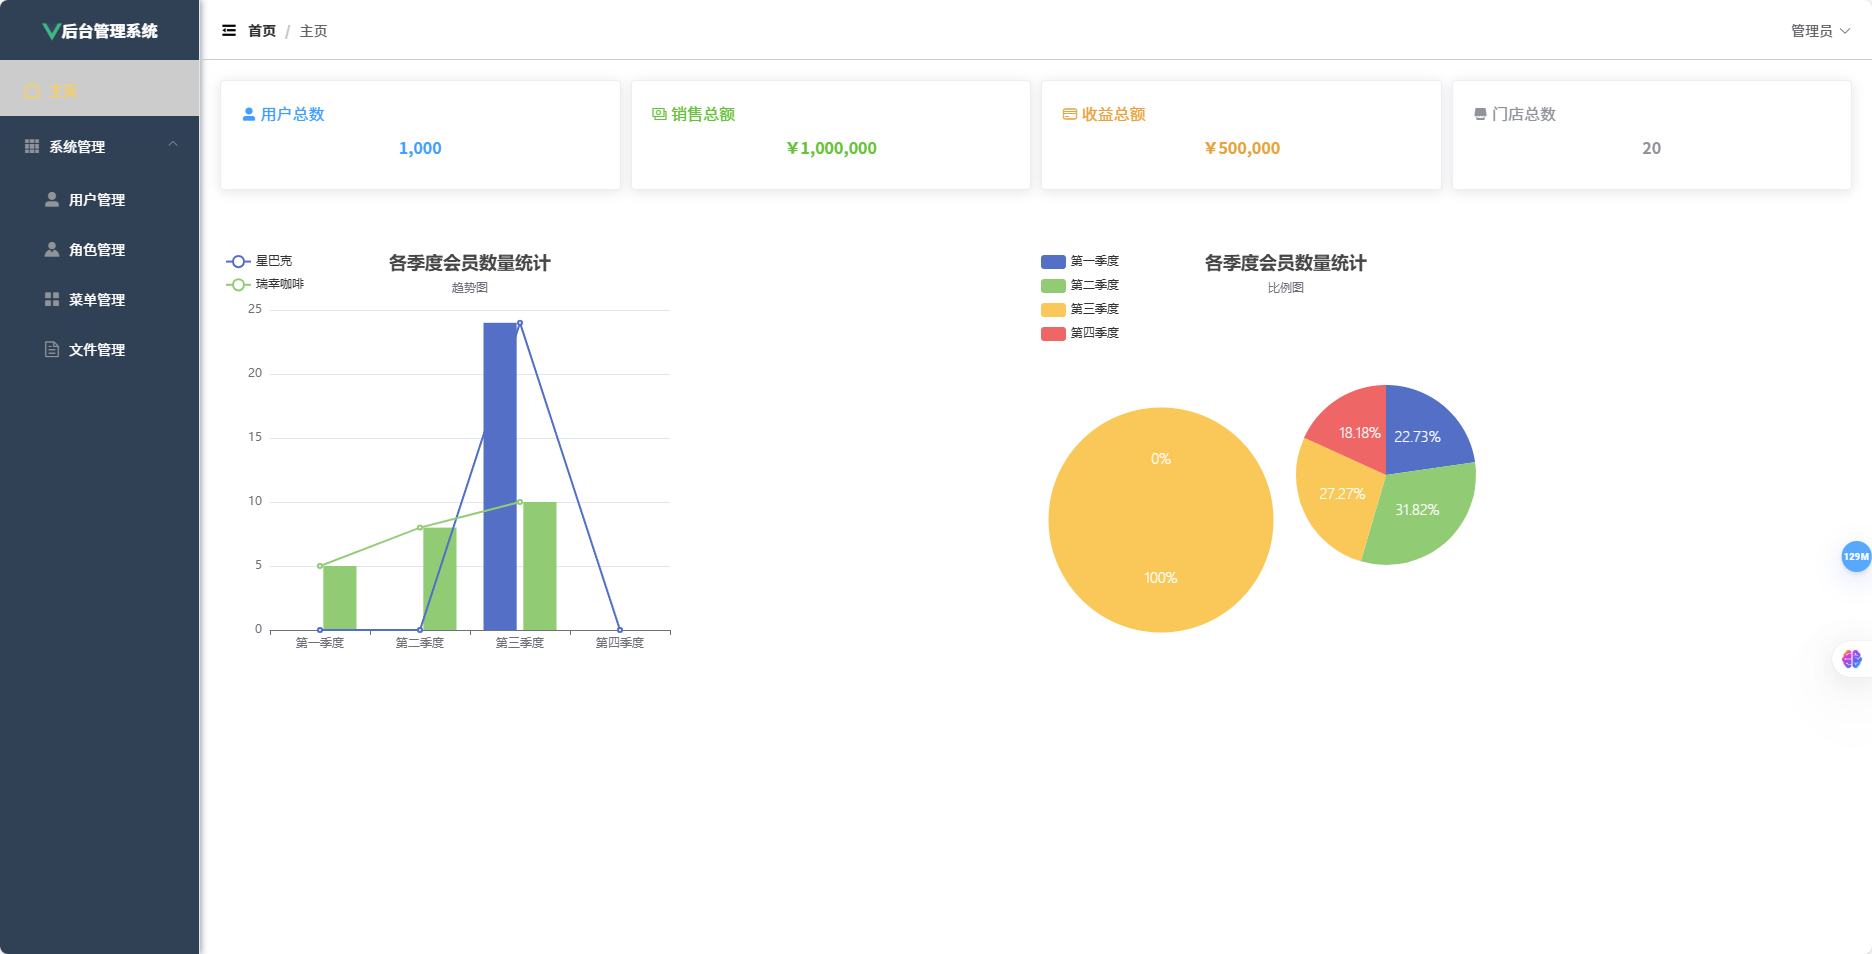 后台管理系统
首页 / 主页
管理员
主页
系统管理
用户管理
角色管理
菜单管理
文件管理
用户总数
1,000
销售总额
￥1,000,000
收益总额
￥500,000
门店总数
20
星巴克
瑞幸咖啡
各季度会员数量统计
趋势图
25
20
15
10
5
0
第一季度
第二季度
第三季度
第四季度
第一季度
第二季度
第三季度
第四季度
各季度会员数量统计
比例图
0%
100%
18.18%
22.73%
27.27%
31.82%
129M